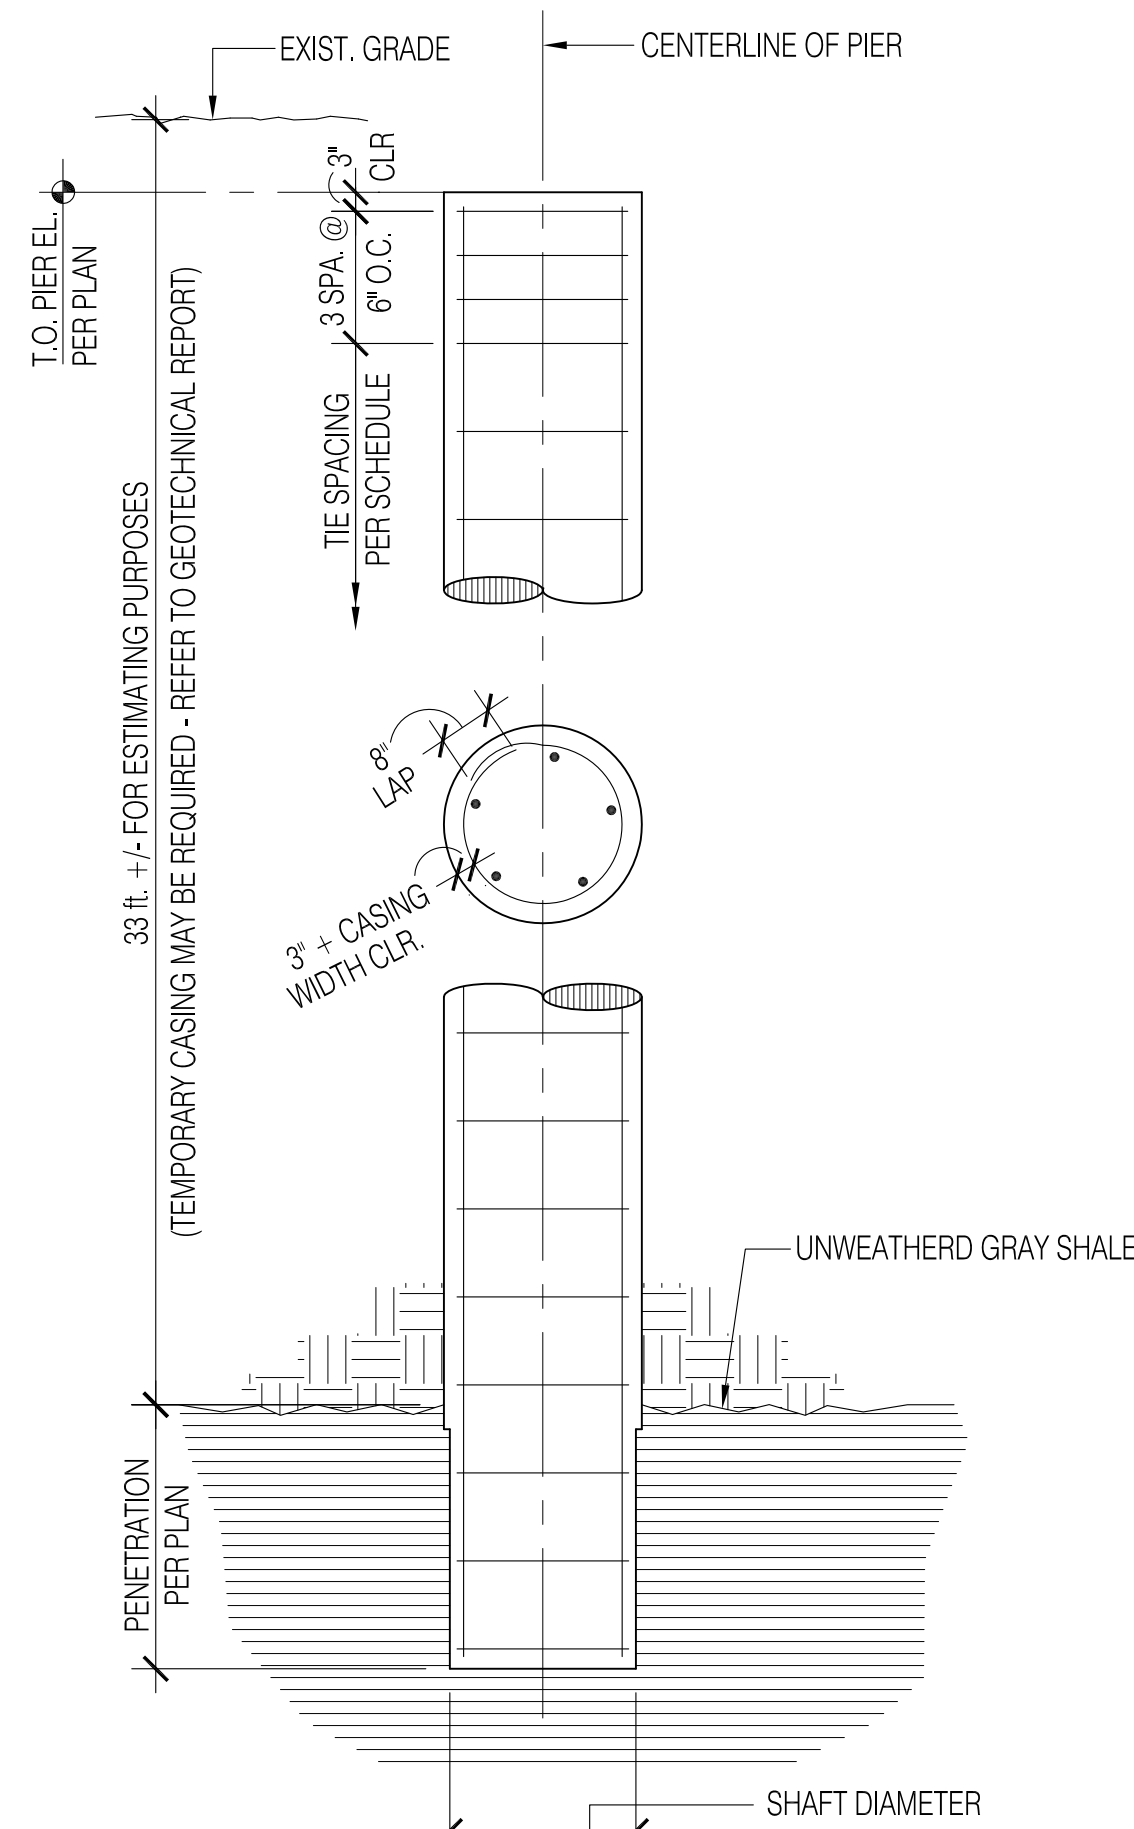 EXIST. GRADE
CENTERLINE OF PIER
3"
CLR
T.O. PIER EL.
PER PLAN
3 SPA. @
6" O.C.
TIE SPACING
PER SCHEDULE
33 ft. +/- FOR ESTIMATING PURPOSES
(TEMPORARY CASING MAY BE REQUIRED - REFER TO GEOTECHNICAL REPORT)
8"
LAP
3" + CASING
WIDTH CLR.
UNWEATHERD GRAY SHALE
PENETRATION
PER PLAN
SHAFT DIAMETER